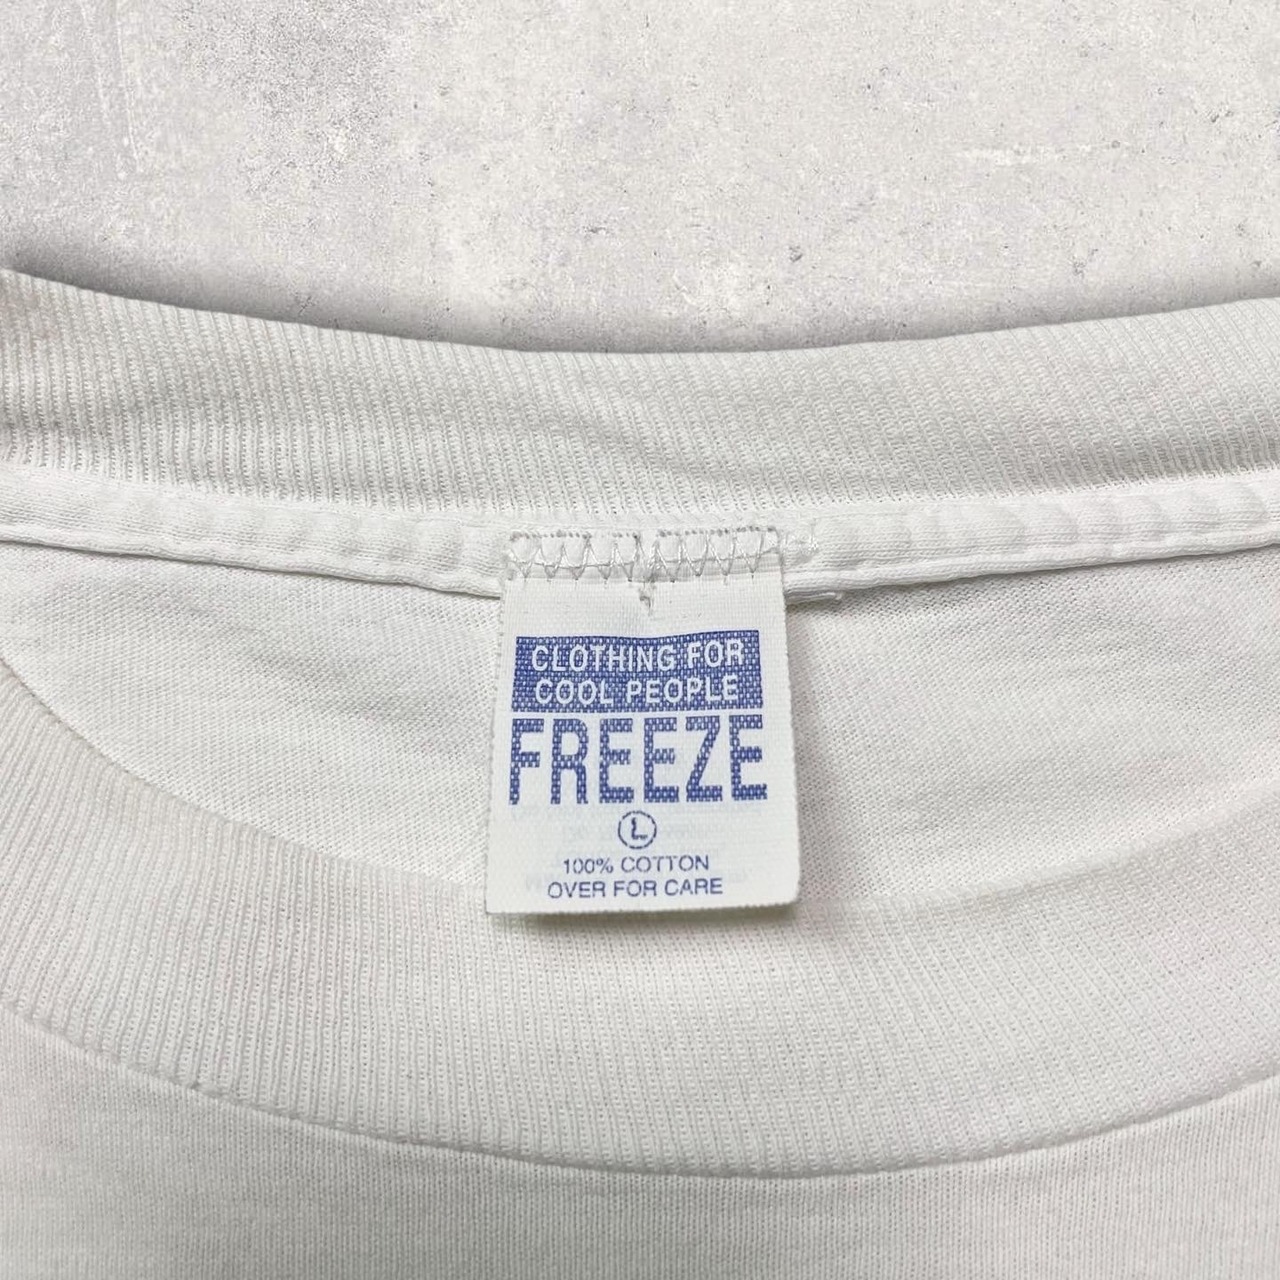 CLOTHING FOR
COOL PEOPLE
FREEZE
L
100% COTTON
OVER FOR CARE